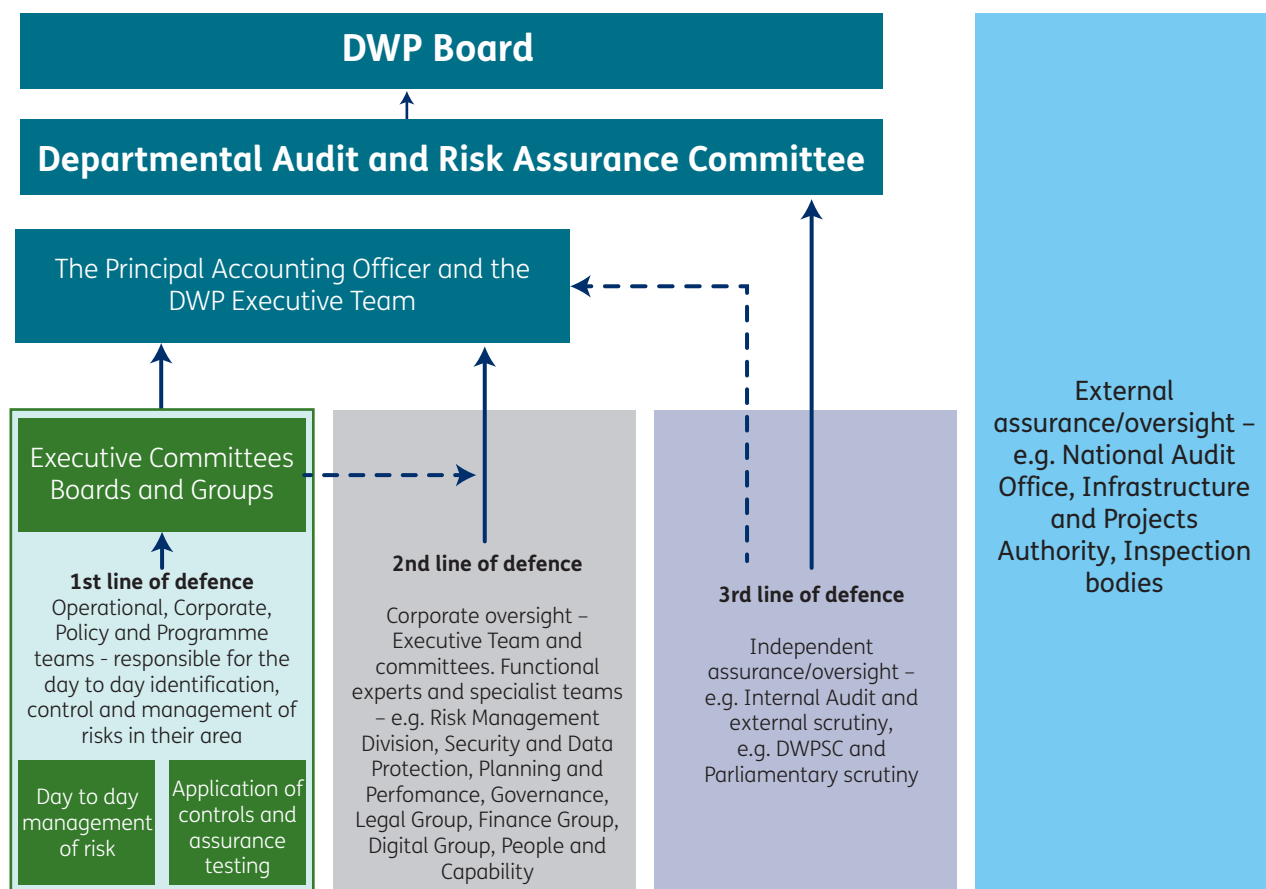 DWP Board
Departmental Audit and Risk Assurance Committee
The Principal Accounting Officer and the
DWP Executive Team
Executive Committees
Boards and Groups
1st line of defence
Operational, Corporate,
Policy and Programme
teams - responsible for the
day to day identification,
control and management of
risks in their area
Day to day
management
of risk
Application of
controls and
assurance
testing
2nd line of defence
Corporate oversight –
Executive Team and
committees. Functional
experts and specialist teams
– e.g. Risk Management
Division, Security and Data
Protection, Planning and
Perfomance, Governance,
Legal Group, Finance Group,
Digital Group, People and
Capability
3rd line of defence
Independent
assurance/oversight –
e.g. Internal Audit and
external scrutiny,
e.g. DWPSC and
Parliamentary scrutiny
External
assurance/oversight –
e.g. National Audit
Office, Infrastructure
and Projects
Authority, Inspection
bodies